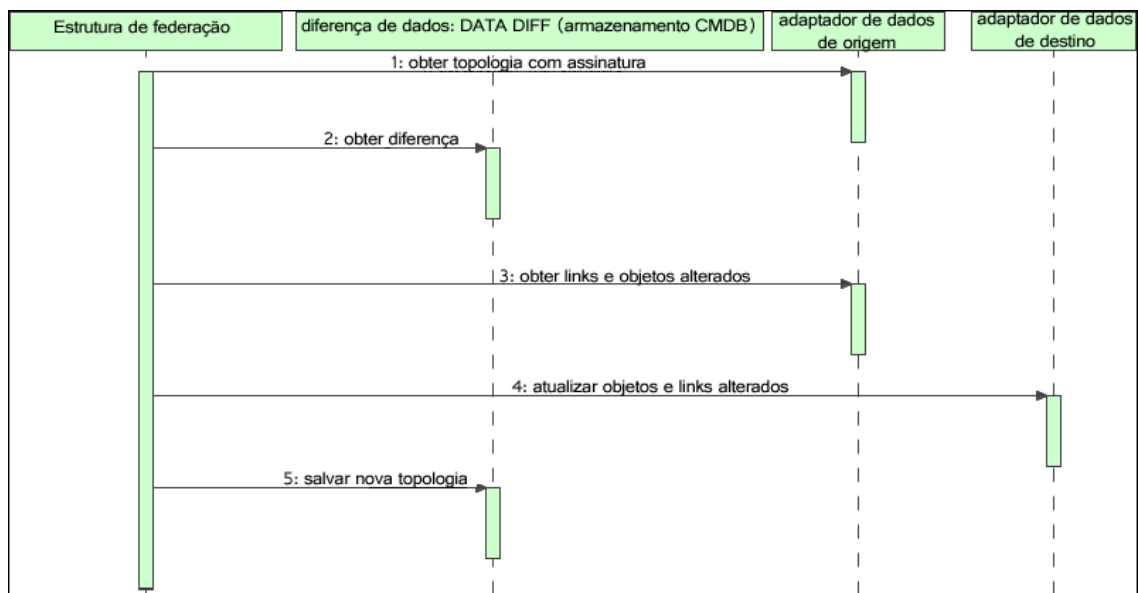 Estrutura de federação
diferença de dados: DATA DIFF (armazenamento CMDB)
adaptador de dados
de origem
adaptador de dados
de destino
1: obter topologia com assinatura
2: obter diferença
3: obter links e objetos alterados
4: atualizar objetos e links alterados
5: salvar nova topologia